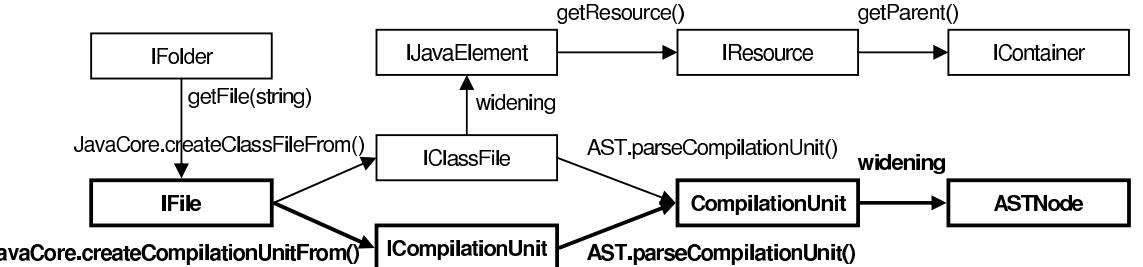 getResource()
getParent()
IFolder
IJavaElement
IResource
IContainer
getFile(string)
widening
JavaCore.createClassFileFrom()
IClassFile
AST.parseCompilationUnit()
widening
IFile
CompilationUnit
ASTNode
avaCore.createCompilationUnitFrom()
ICompilationUnit
AST.parseCompilationUnit()